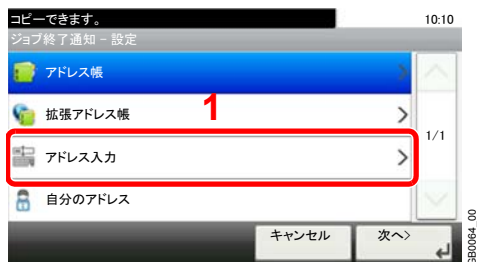 コピーできます。 10:10
ジョブ終了通知 - 設定
アドレス帳
拡張アドレス帳
1
1/1
アドレス入力
自分のアドレス
キャンセル 次へ>
GB0064_00